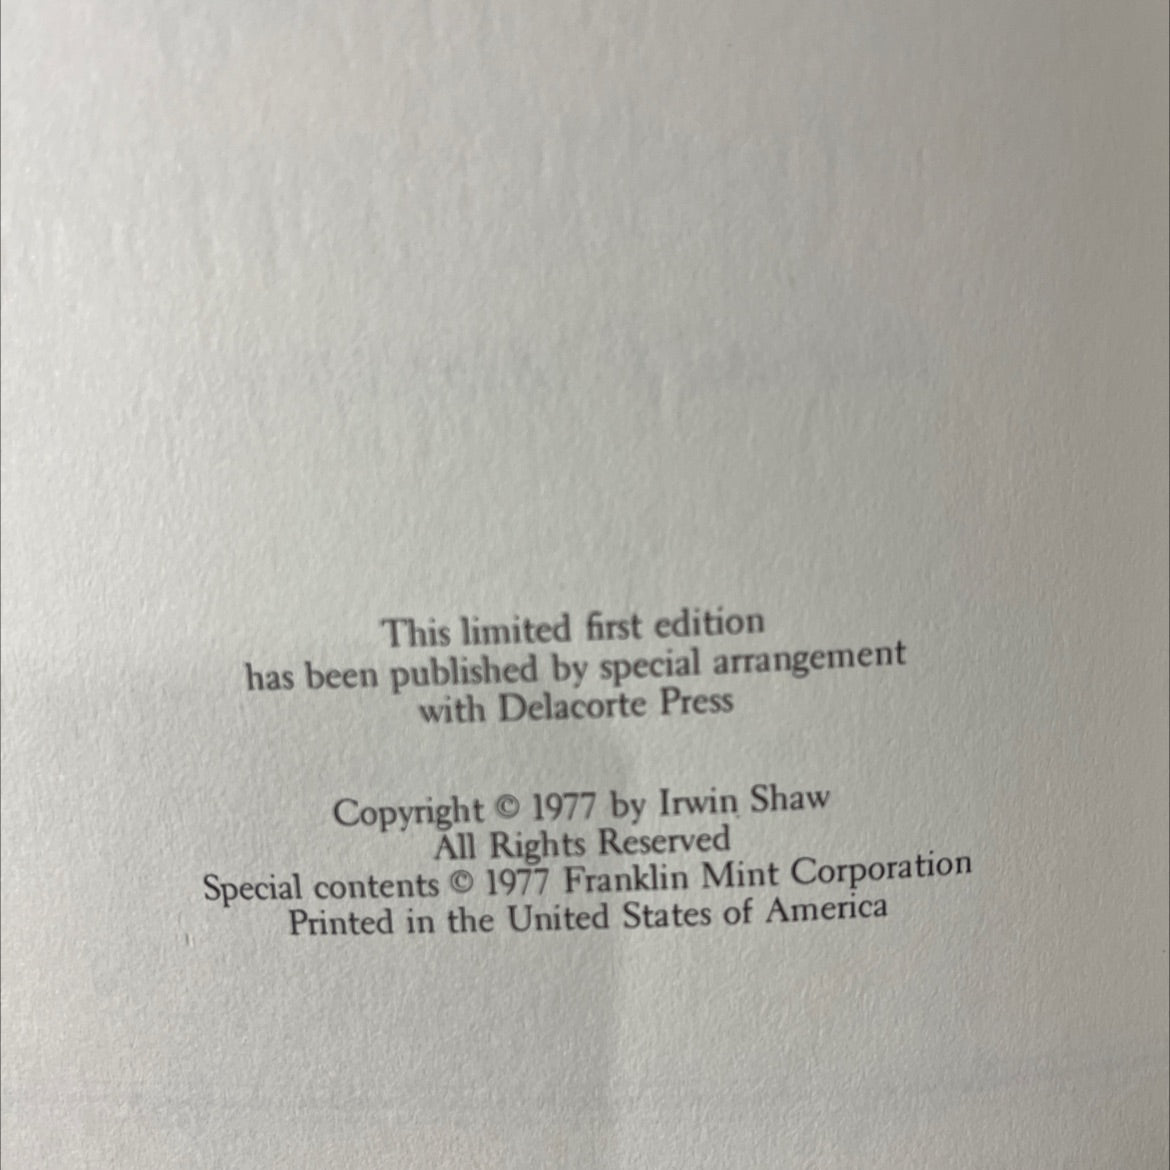 This limited first edition
has been published by special arrangement
with Delacorte Press
Copyright © 1977 by Irwin Shaw
All Rights Reserved
Special contents © 1977 Franklin Mint Corporation
Printed in the United States of America